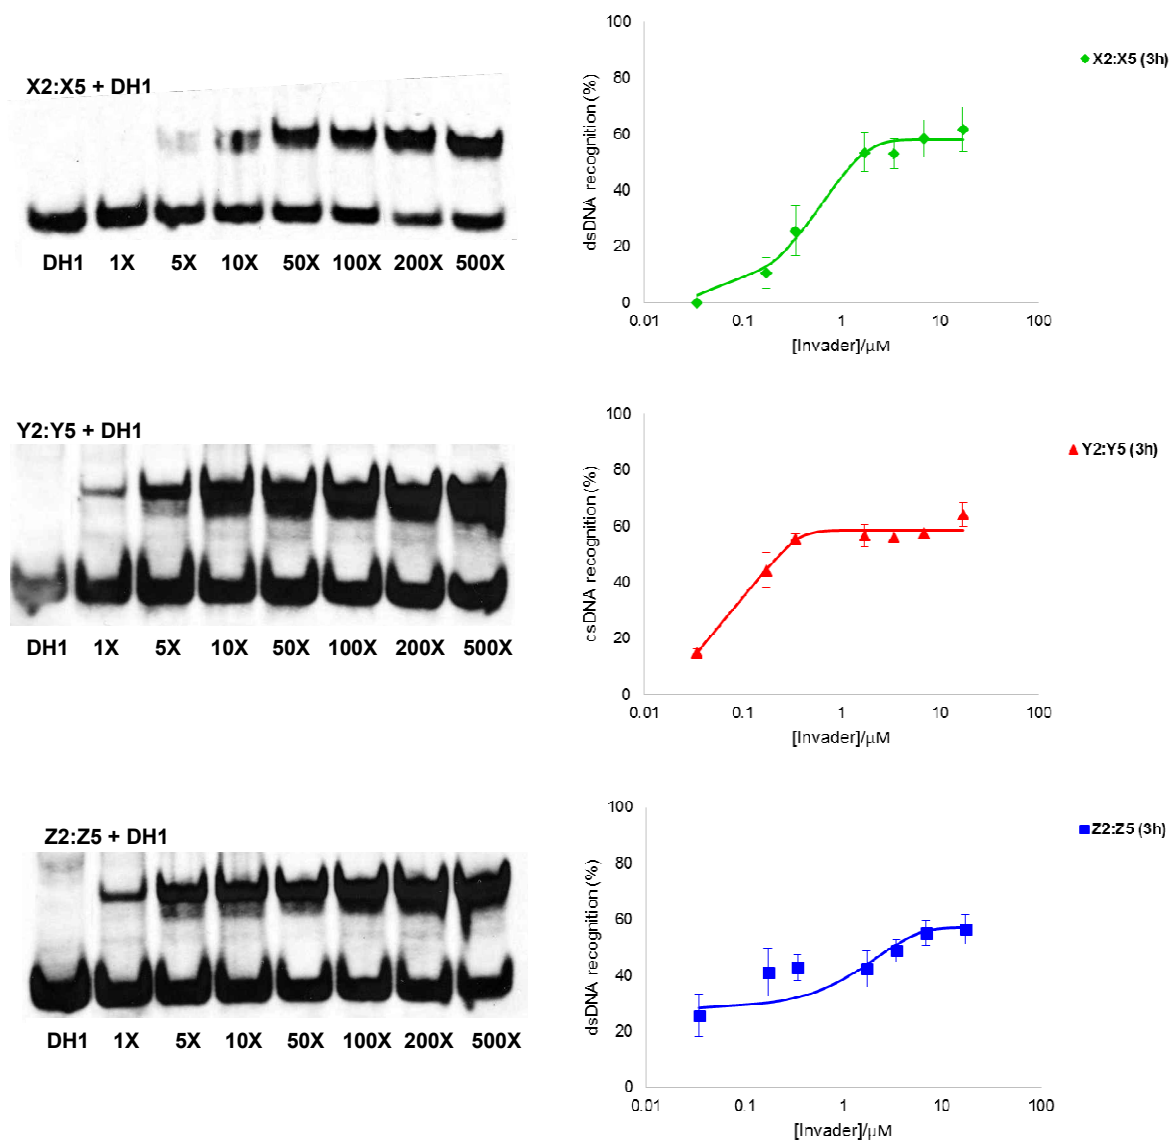 X2:X5 + DH1
DH1 1X 5X 10X 50X 100X 200X 500X
100
80
60
40
20
0
dsDNA recognition (%)
0.01 0.1 1 10 100
[Invader]/μM
X2:X5 (3h)
Y2:Y5 + DH1
DH1 1X 5X 10X 50X 100X 200X 500X
100
80
60
40
20
0
csDNA recognition (%)
0.01 0.1 1 10 100
[Invader]/μM
Y2:Y5 (3h)
Z2:Z5 + DH1
DH1 1X 5X 10X 50X 100X 200X 500X
100
80
60
40
20
0
dsDNA recognition (%)
0.01 0.1 1 10 100
[Invader]/μM
Z2:Z5 (3h)